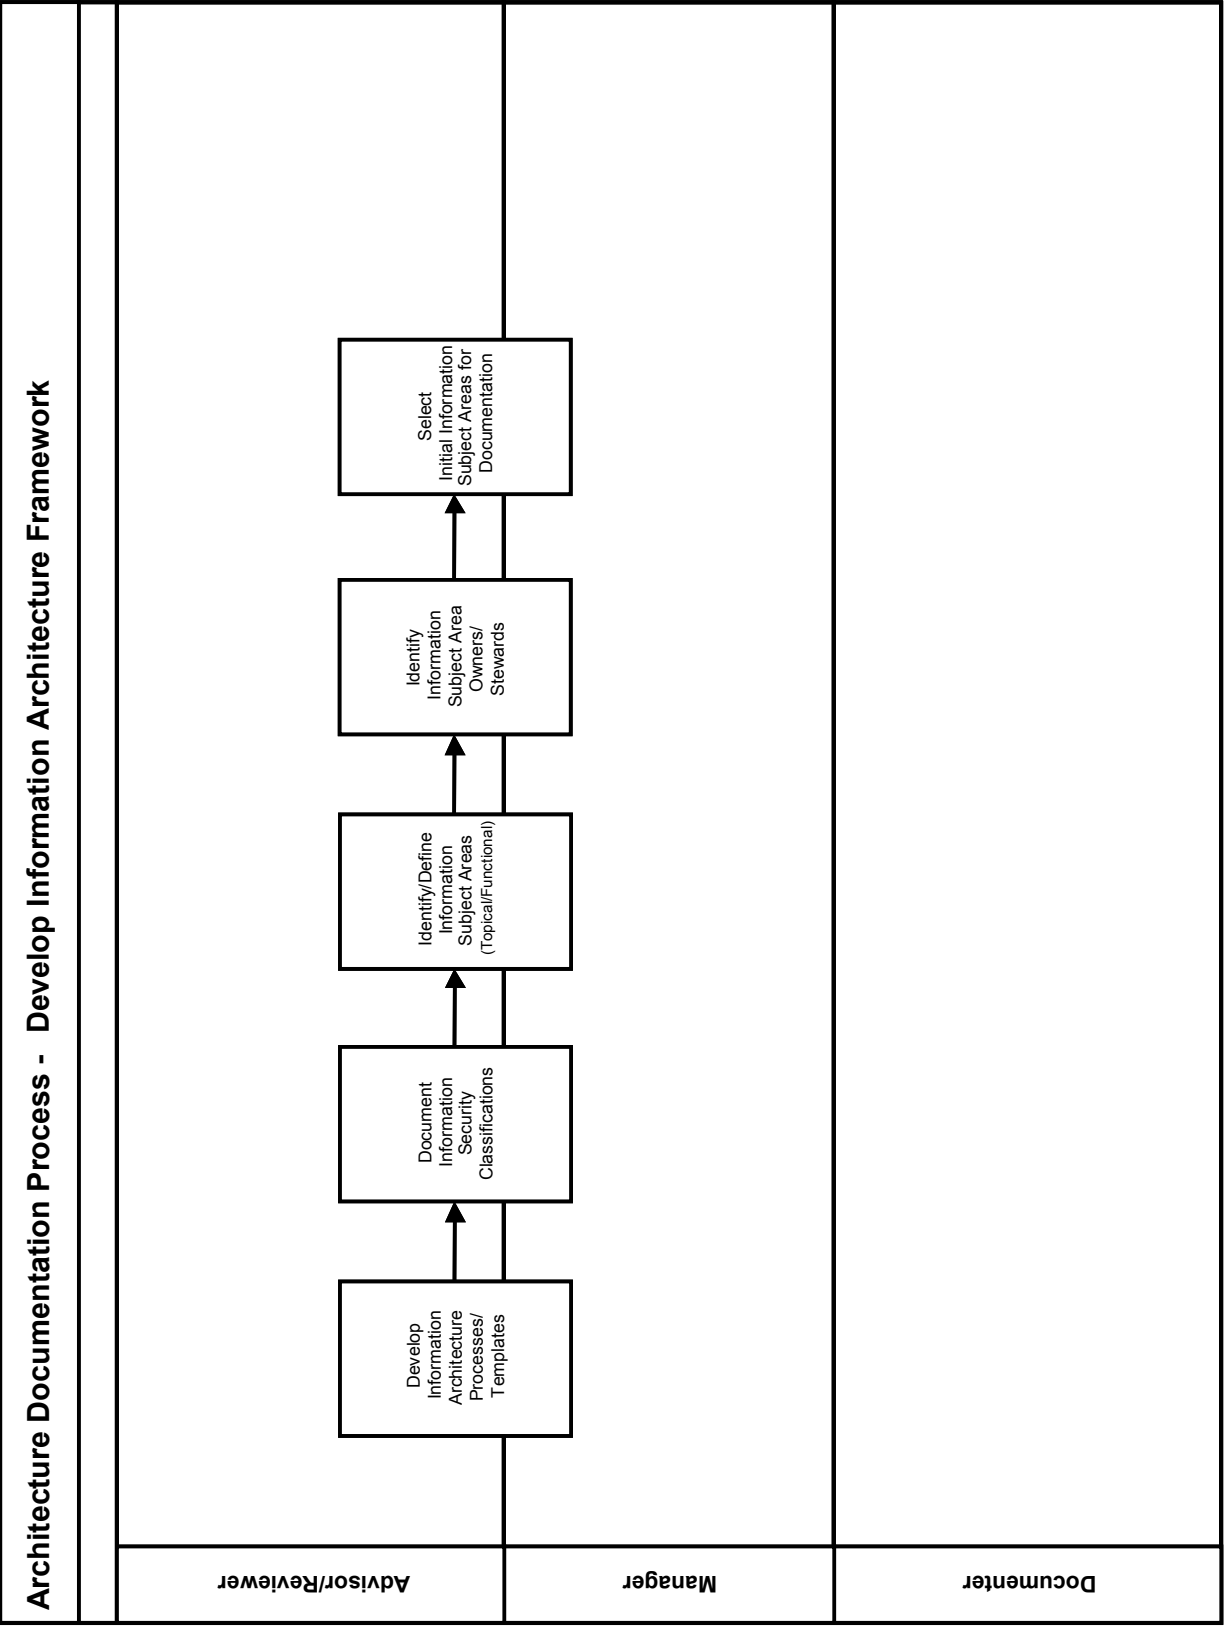 Architecture Documentation Process - Develop Information Architecture Framework
Advisor/Reviewer
Develop
Information
Architecture
Processes/
Templates
Document
Information
Security
Classifications
Identify/Define
Information
Subject Areas
(Topical/Functional)
Identify
Information
Subject Area
Owners/
Stewards
Select
Initial Information
Subject Areas for
Documentation
Manager
Documenter